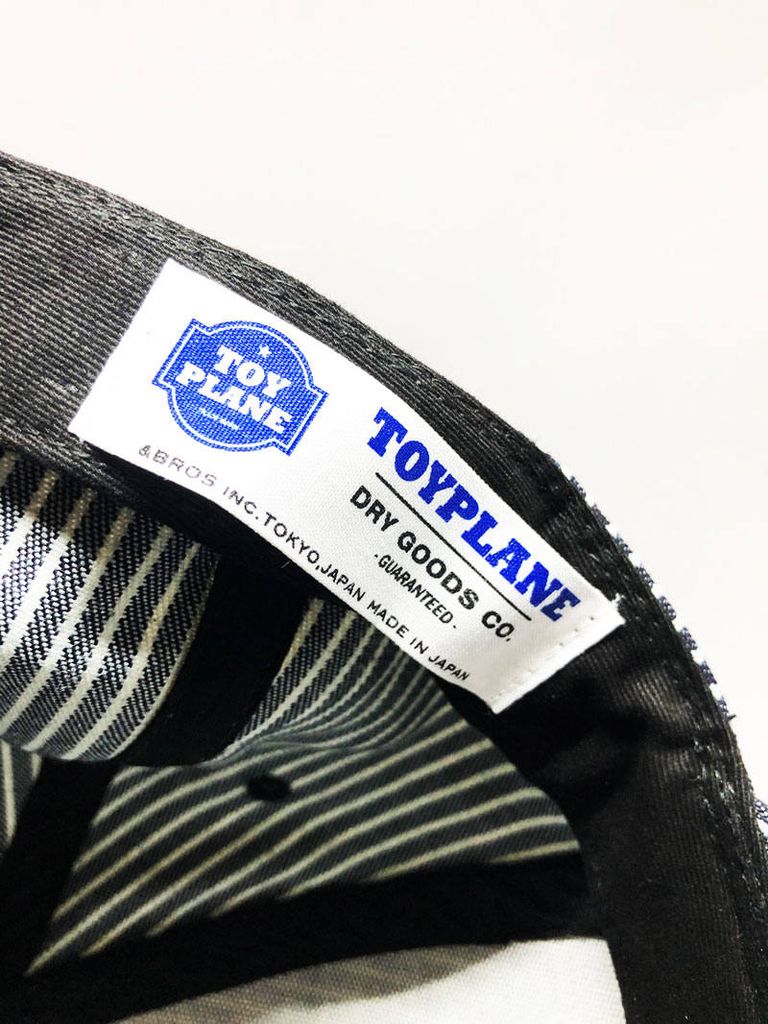 TOY
PLANE
TOYPLANE
DRY GOODS CO.
-GUARANTEED-
&BROS INC.TOKYO,JAPAN MADE IN JAPAN